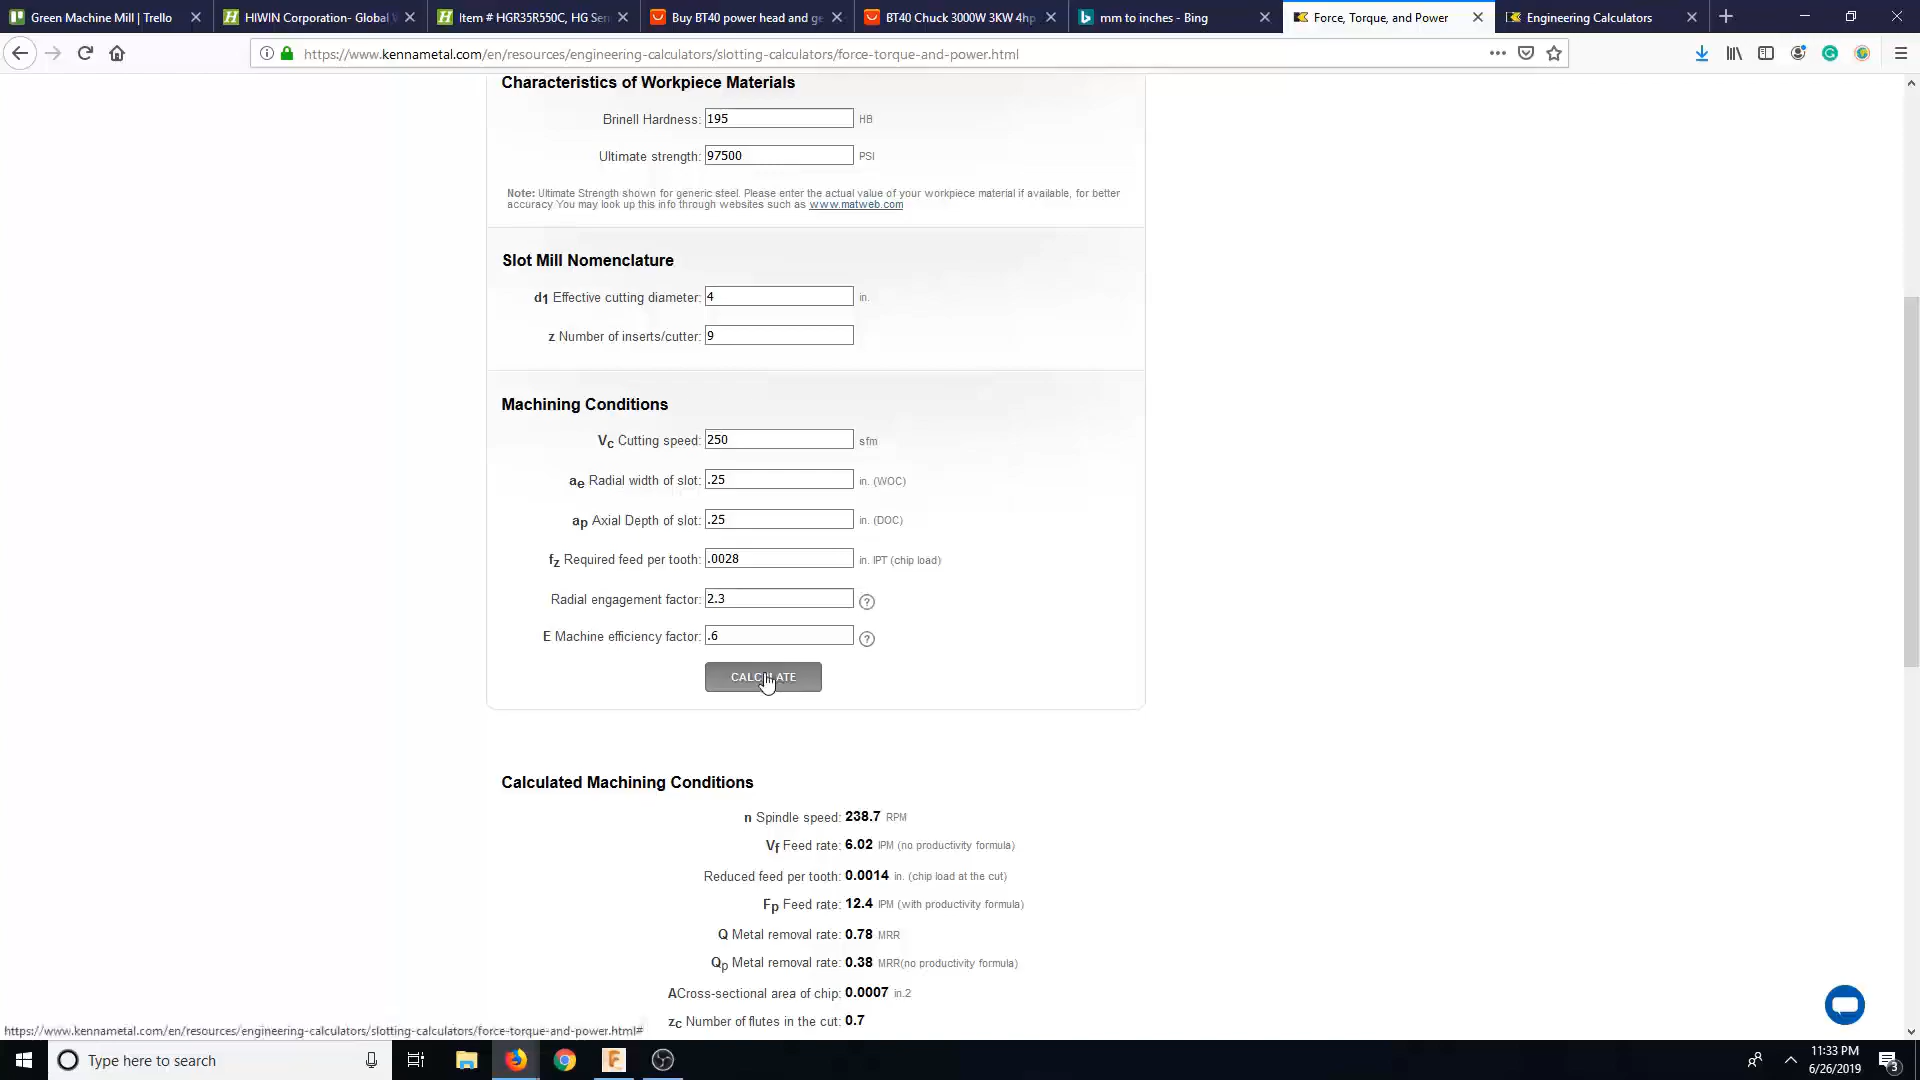 Green Machine Mill | Trello
HIWIN Corporation- Global
Item # HGR35R550C, HG Ser
Buy BT40 power head and ge
BT40 Chuck 3000W 3KW 4hp
mm to inches - Bing
Force, Torque, and Power
Engineering Calculators
https://www.kennametal.com/en/resources/engineering-calculators/slotting-calculators/force-torque-and-power.html
Characteristics of Workpiece Materials
Brinell Hardness: 195 HB
Ultimate strength: 97500 PSI
Note: Ultimate Strength shown for generic steel. Please enter the actual value of your workpiece material if available, for better
accuracy You may look up this info through websites such as www.matweb.com
Slot Mill Nomenclature
d1 Effective cutting diameter: 4 in.
z Number of inserts/cutter: 9
Machining Conditions
Vc Cutting speed: 250 sfm
ae Radial width of slot: .25 in. (WOC)
ap Axial Depth of slot: .25 in. (DOC)
fz Required feed per tooth: .0028 in. IPT (chip load)
Radial engagement factor: 2.3 ?
E Machine efficiency factor: .6 ?
CALCULATE
Calculated Machining Conditions
n Spindle speed: 238.7 RPM
Vf Feed rate: 6.02 IPM (no productivity formula)
Reduced feed per tooth: 0.0014 in. (chip load at the cut)
Fp Feed rate: 12.4 IPM (with productivity formula)
Q Metal removal rate: 0.78 MRR
Qp Metal removal rate: 0.38 MRR(no productivity formula)
ACross-sectional area of chip: 0.0007 in.2
zc Number of flutes in the cut: 0.7
https://www.kennametal.com/en/resources/engineering-calculators/slotting-calculators/force-torque-and-power.html#
Type here to search
11:33 PM
6/26/2019
3